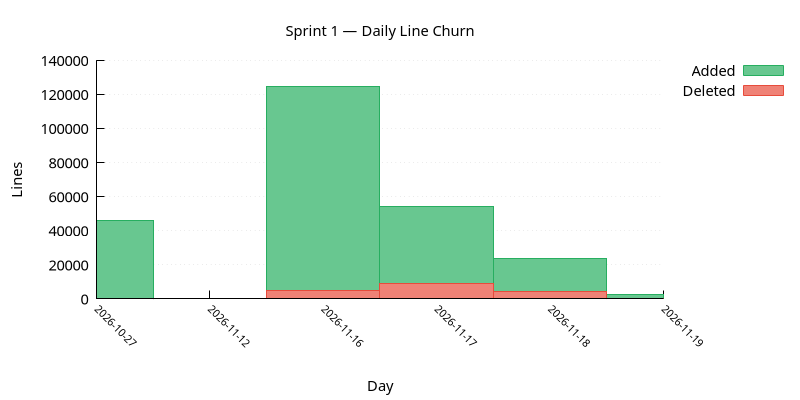 Sprint 1 — Daily Line Churn
Added
Deleted
Lines
140000
120000
100000
80000
60000
40000
20000
0
2026-10-27
2026-11-12
2026-11-16
2026-11-17
2026-11-18
2026-11-19
Day